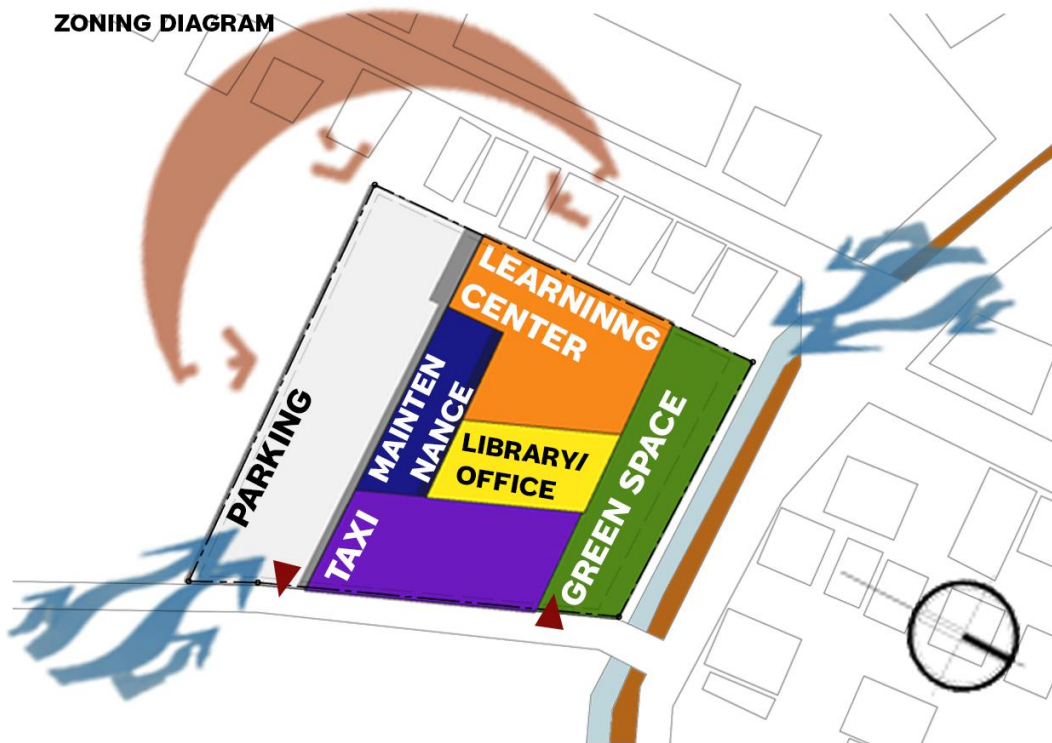 ZONING DIAGRAM
LEARNINNG
CENTER
MAINTEN
NANCE
PARKING
LIBRARY/
OFFICE
GREEN SPACE
TAXI